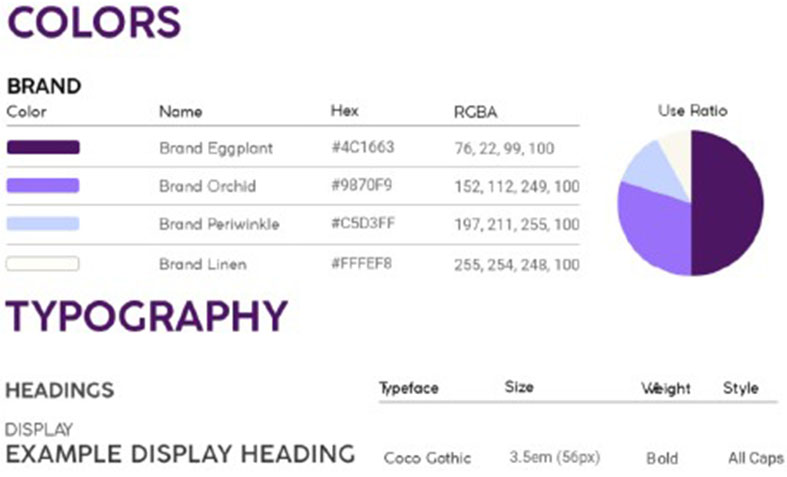 COLORS
BRAND
Color Name Hex RGBA Use Ratio
Brand Eggplant #4C1663 76, 22, 99, 100
Brand Orchid #9870F9 152, 112, 249, 100
Brand Periwinkle #C5D3FF 197, 211, 255, 100
Brand Linen #FFFEF8 255, 254, 248, 100
TYPOGRAPHY
HEADINGS Typeface Size Weight Style
DISPLAY
EXAMPLE DISPLAY HEADING Coco Gothic 3.5em (56px) Bold All Caps